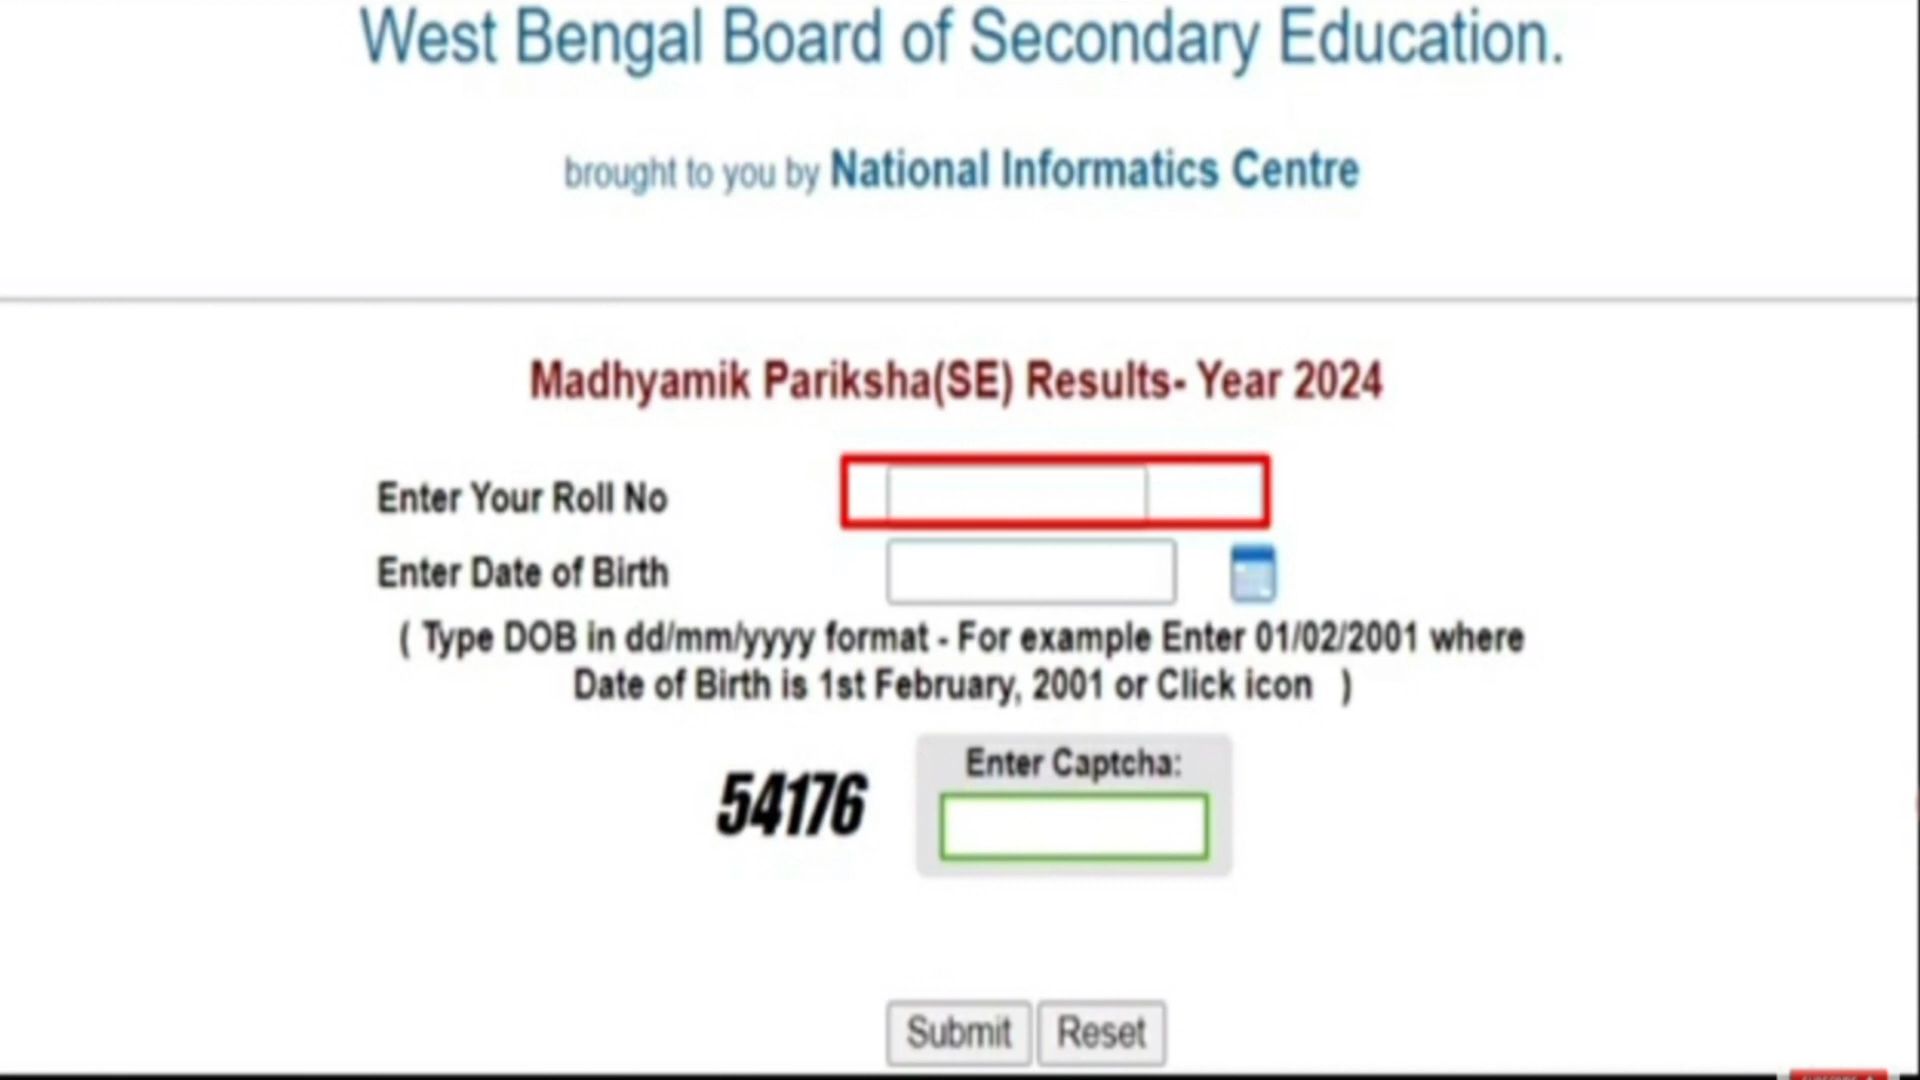 West Bengal Board of Secondary Education.
brought to you by National Informatics Centre
Madhyamik Pariksha(SE) Results- Year 2024
Enter Your Roll No
Enter Date of Birth
( Type DOB in dd/mm/yyyy format - For example Enter 01/02/2001 where
Date of Birth is 1st February, 2001 or Click icon )
Enter Captcha:
54176
Submit Reset